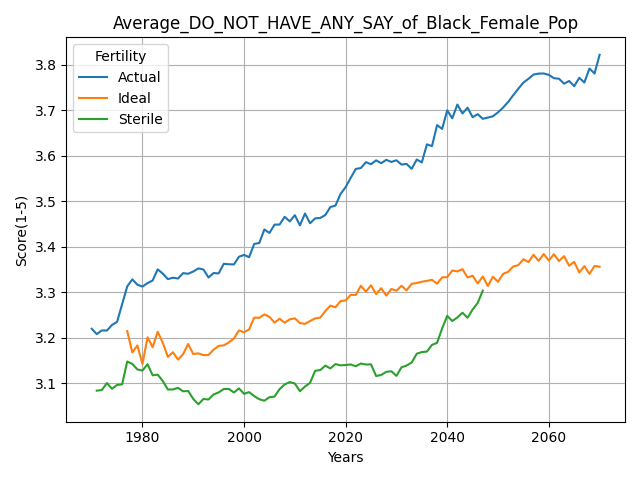 Average_DO_NOT_HAVE_ANY_SAY_of_Black_Female_Pop
Fertility
Actual
Ideal
Sterile
Score(1-5)
3.8
3.7
3.6
3.5
3.4
3.3
3.2
3.1
1980 2000 2020 2040 2060
Years